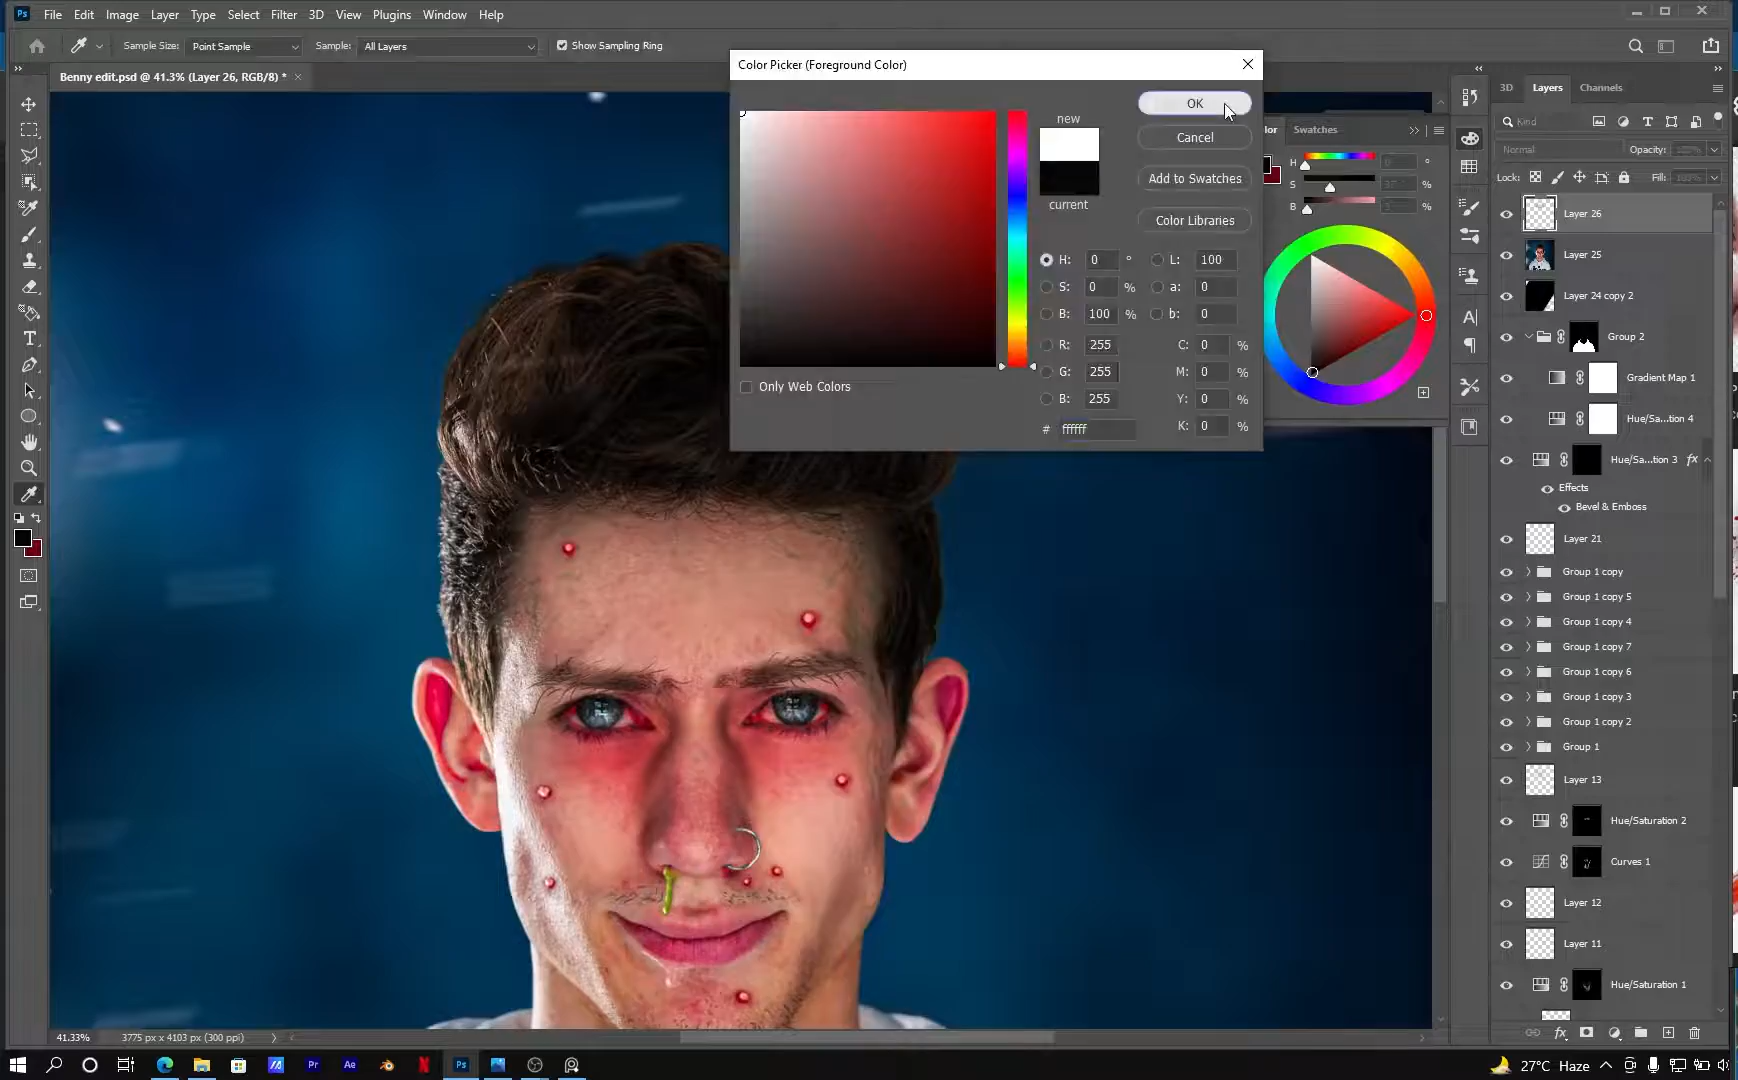 Ps File Edit Image Layer Type Select Filter 3D View Plugins Window Help
Sample Size: Point Sample Sample: All Layers Show Sampling Ring
Benny edit.psd @ 41.3% (Layer 26, RGB/8) *
Color Picker (Foreground Color)
OK
Cancel
Add to Swatches
Color Libraries
new
current
H: 0 °
S: 0 %
B: 100 %
R: 255
G: 255
B: 255
L: 100
a: 0
b: 0
C: 0 %
M: 0 %
Y: 0 %
K: 0 %
# ffffff
Only Web Colors
Swatches
H °
S %
B %
3D Layers Channels
Kind
Normal Opacity:
Lock: Fill:
Layer 26
Layer 25
Layer 24 copy 2
Group 2
Gradient Map 1
Hue/Sa...tion 4
Hue/Sa...tion 3 fx
Effects
Bevel & Emboss
Layer 21
Group 1 copy
Group 1 copy 5
Group 1 copy 4
Group 1 copy 7
Group 1 copy 6
Group 1 copy 3
Group 1 copy 2
Group 1
Layer 13
Hue/Saturation 2
Curves 1
Layer 12
Layer 11
Hue/Saturation 1
fx
41.33% 3775 px x 4103 px (300 ppi)
Pr Ae N Ps 27°C Haze